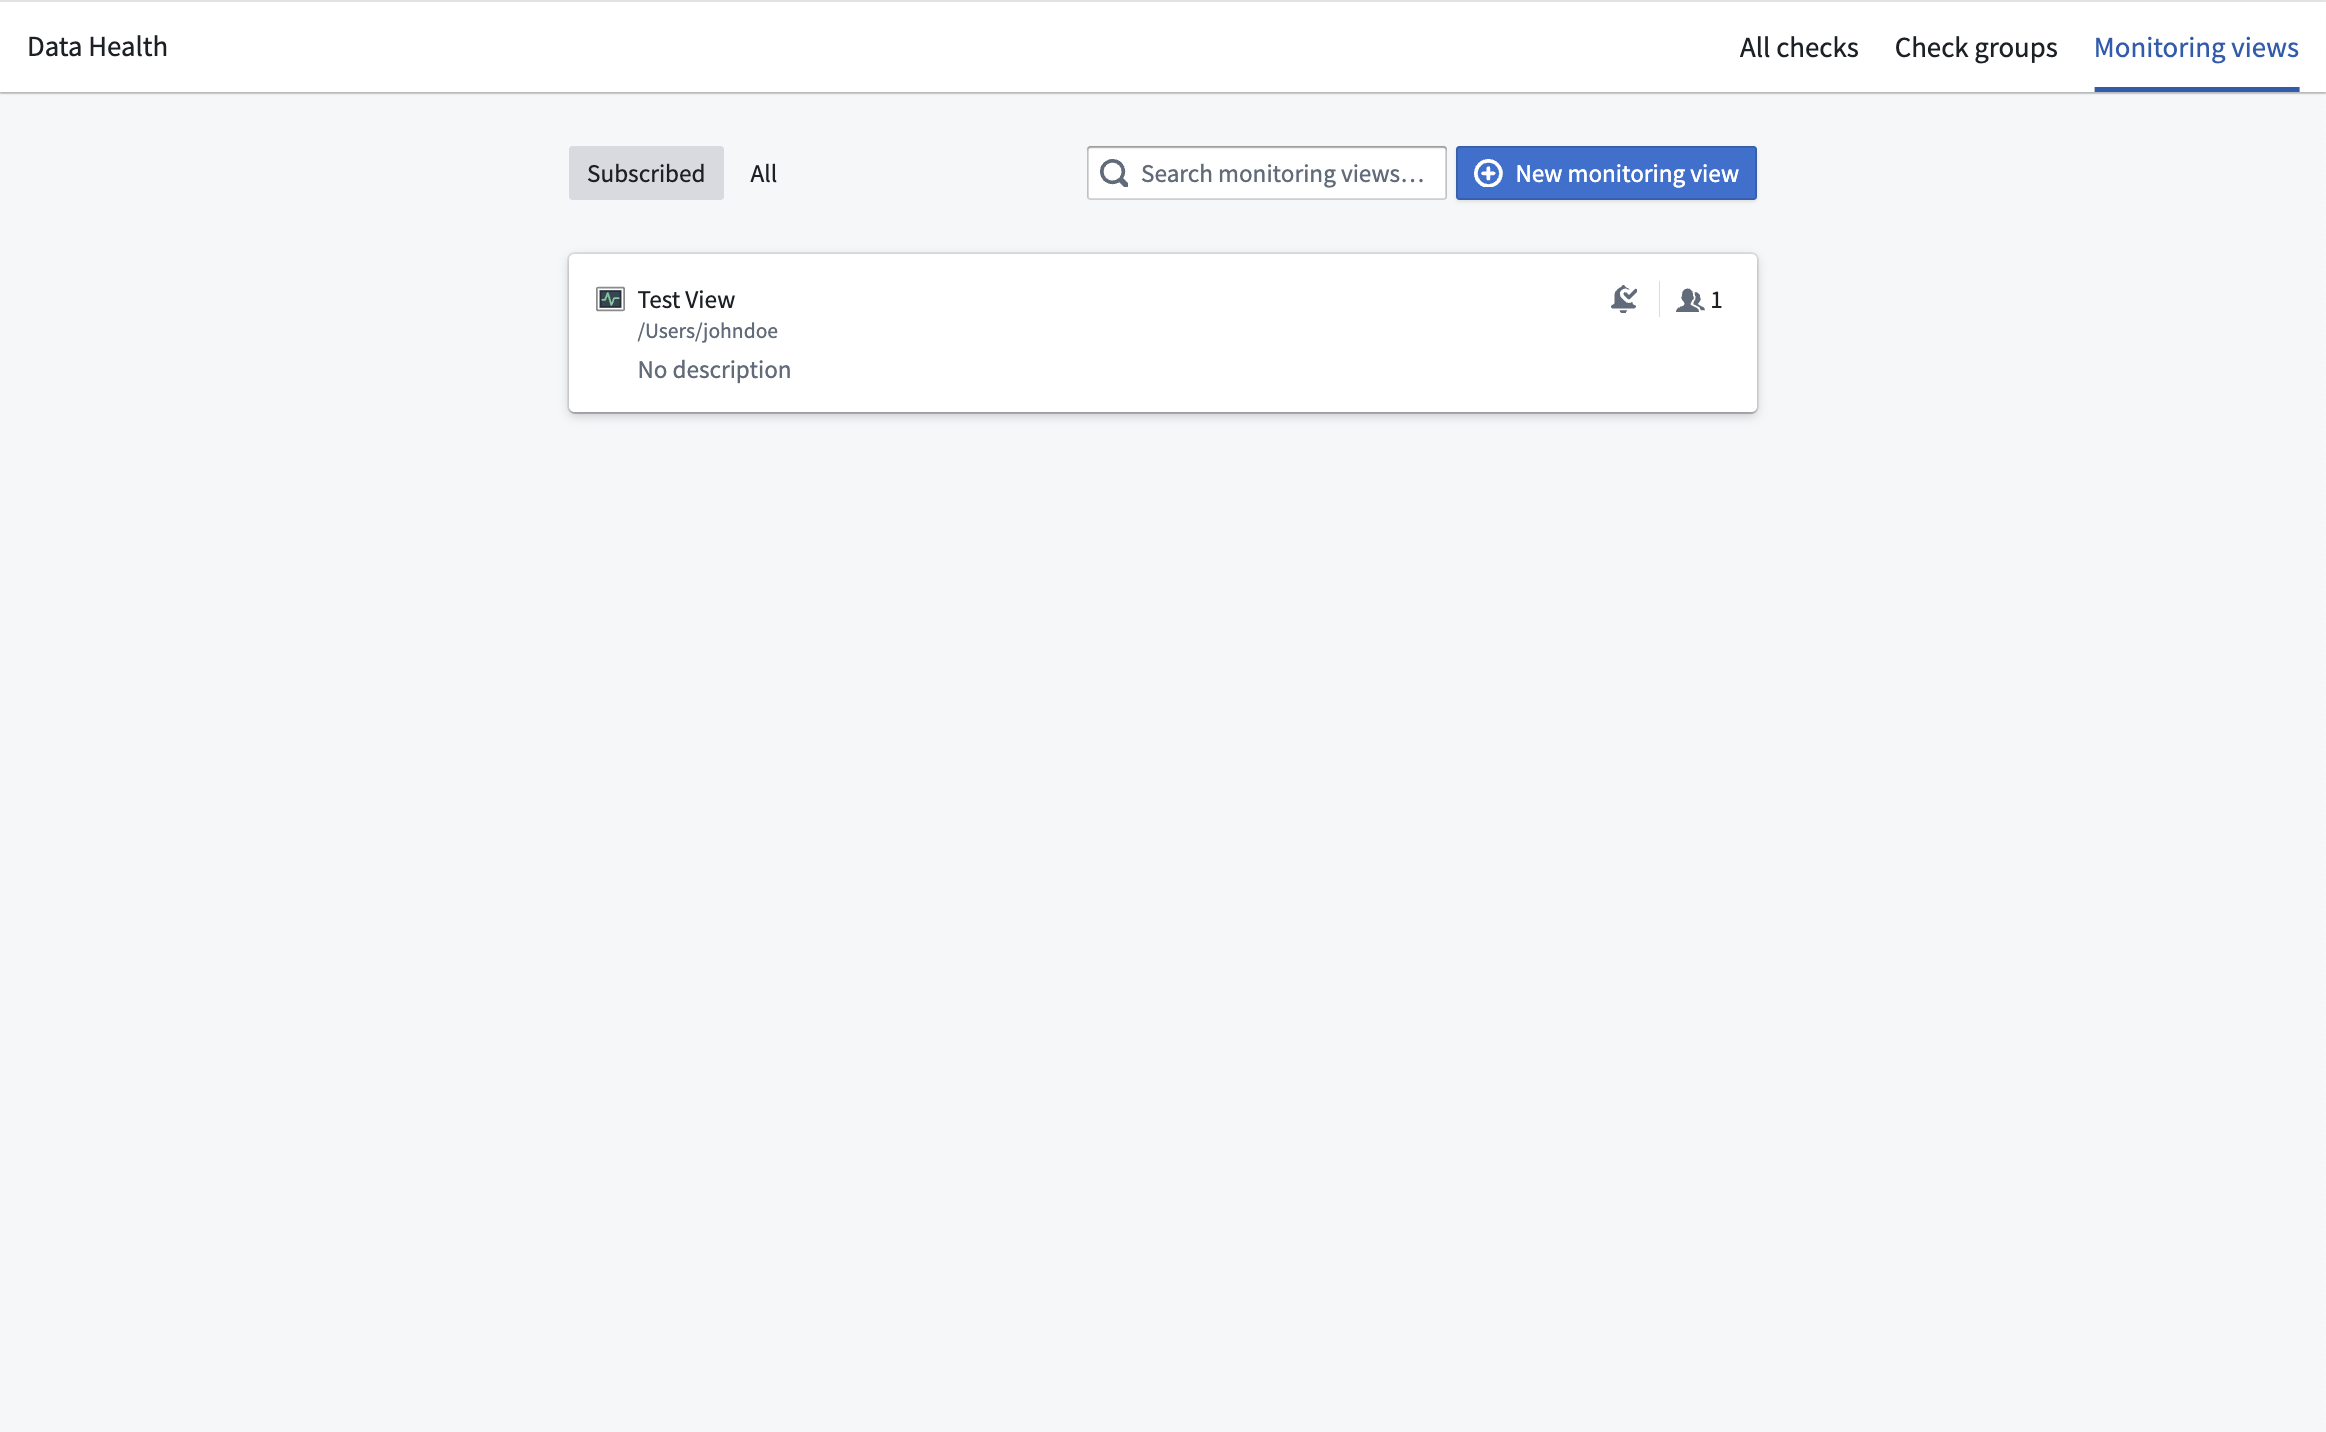 Data Health
All checks
Check groups
Monitoring views
Subscribed
All
Search monitoring views...
New monitoring view
Test View
1
/Users/johndoe
No description